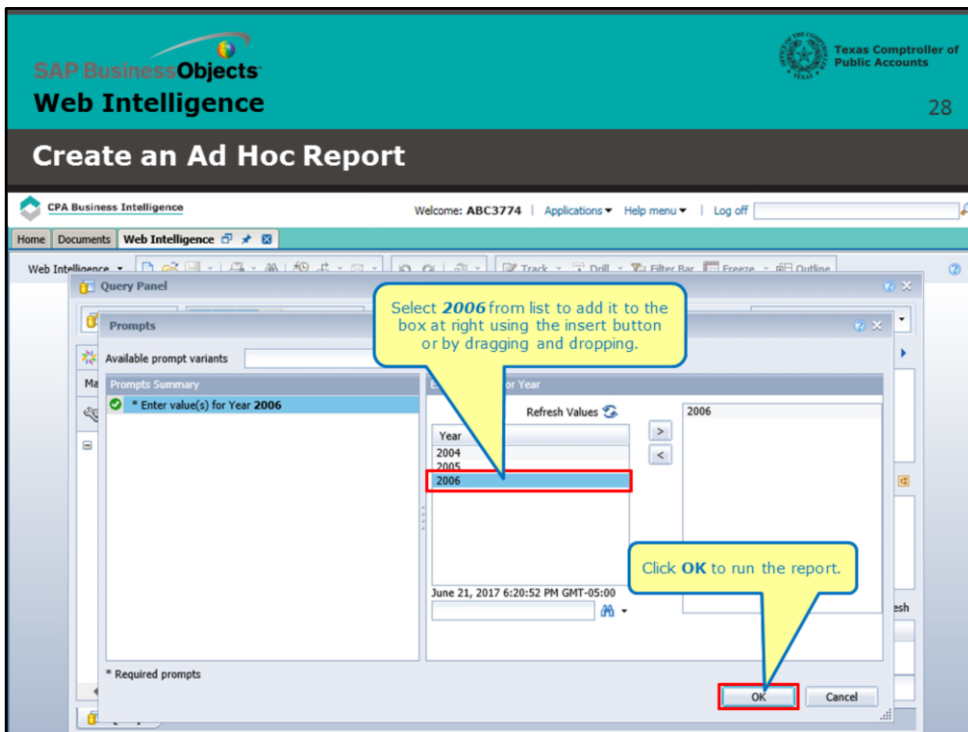 SAP BusinessObjects
Web Intelligence
Texas Comptroller of
Public Accounts
28
Create an Ad Hoc Report
CPA Business Intelligence
Welcome: ABC3774 | Applications Help menu | Log off
Home Documents Web Intelligence
Web Intelligence Track Drill Filter Bar Freeze Outline
Query Panel
Select 2006 from list to add it to the
box at right using the insert button
or by dragging and dropping.
Prompts
Available prompt variants
Prompts Summary
or Year
* Enter value(s) for Year 2006
Refresh Values
2006
Year
>
2004
<
2005
2006
Click OK to run the report.
June 21, 2017 6:20:52 PM GMT-05:00
esh
* Required prompts
OK Cancel